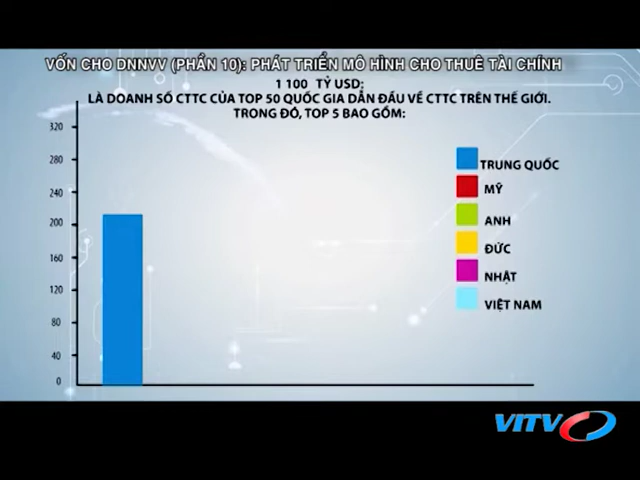 VỐN CHO DNNVV (PHẦN 10): PHÁT TRIỂN MÔ HÌNH CHO THUÊ TÀI CHÍNH
1 100 TỶ USD:
LÀ DOANH SỐ CTTC CỦA TOP 50 QUỐC GIA DẪN ĐẦU VỀ CTTC TRÊN THẾ GIỚI.
TRONG ĐÓ, TOP 5 BAO GỒM:
320
280
240
200
160
120
80
40
0
TRUNG QUỐC
MỸ
ANH
ĐỨC
NHẬT
VIỆT NAM
VITV